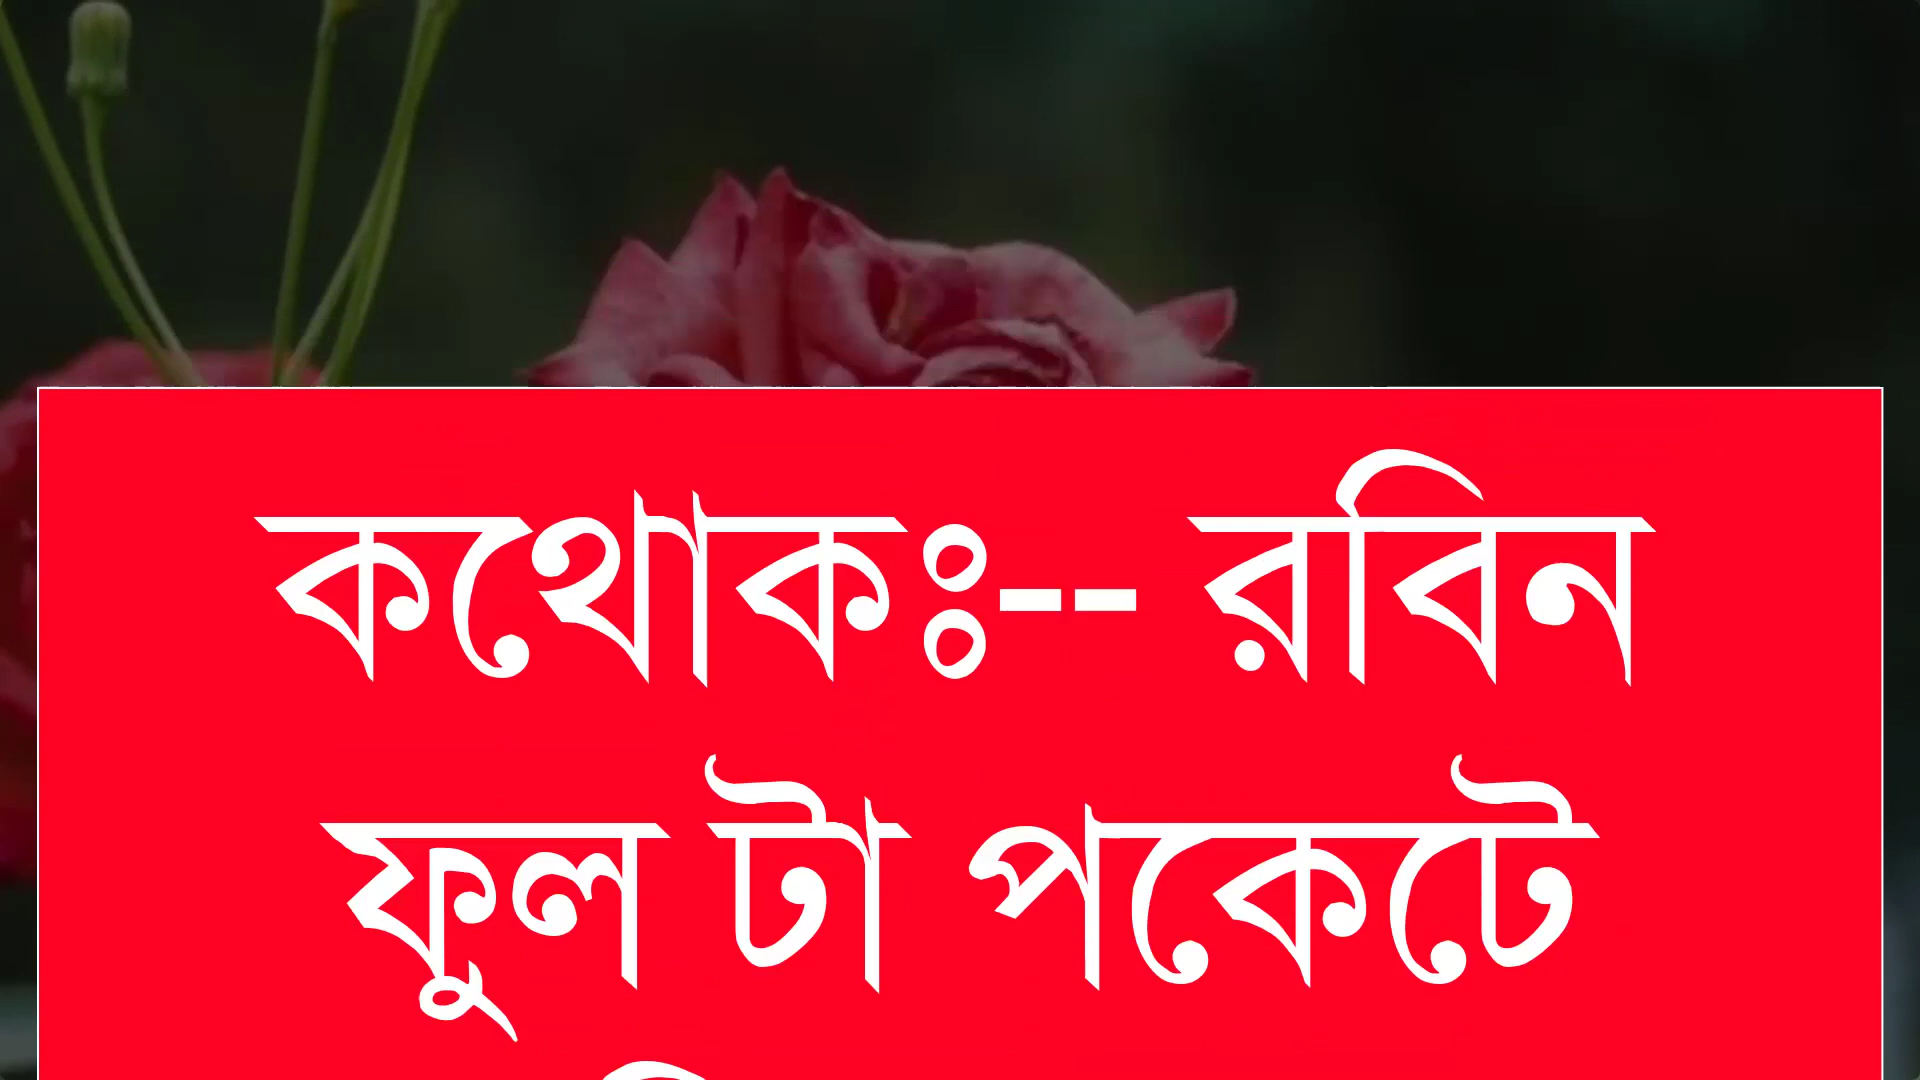 কথোকঃ-- রবিন
ফুল টা পকেটে